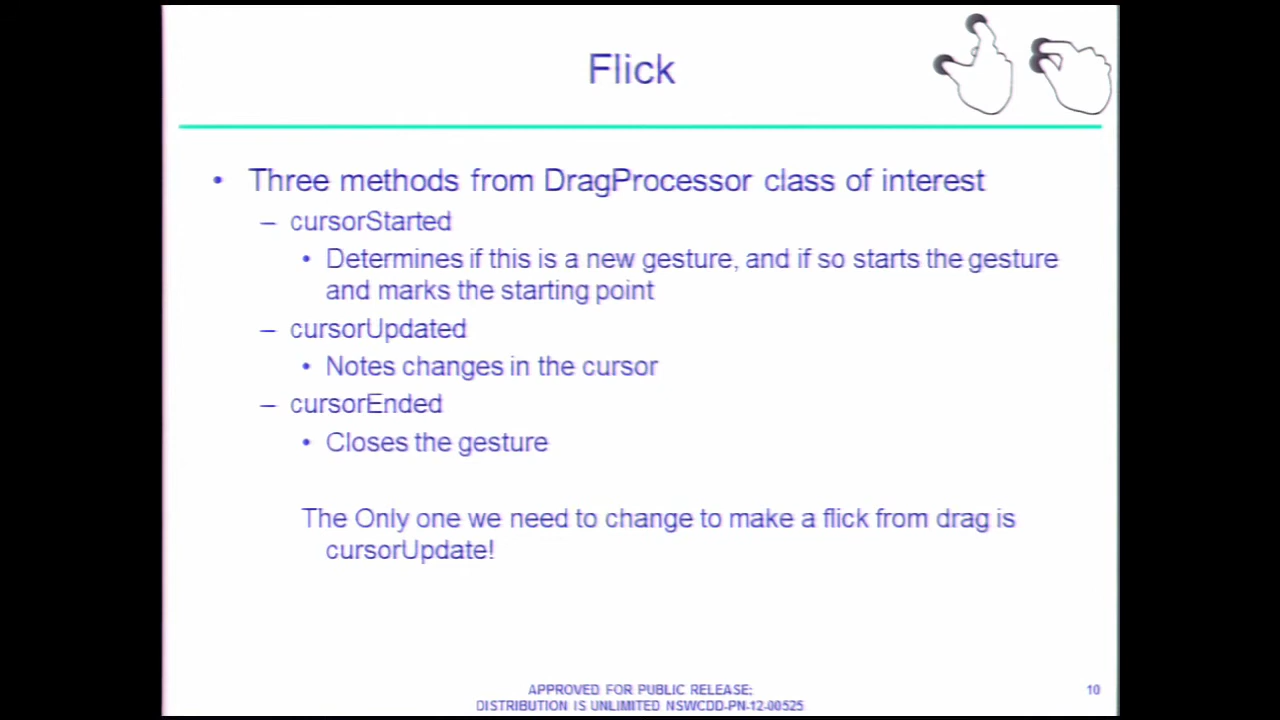 Flick
• Three methods from DragProcessor class of interest
– cursorStarted
• Determines if this is a new gesture, and if so starts the gesture
and marks the starting point
– cursorUpdated
• Notes changes in the cursor
– cursorEnded
• Closes the gesture
The Only one we need to change to make a flick from drag is
cursorUpdate!
APPROVED FOR PUBLIC RELEASE;
DISTRIBUTION IS UNLIMITED NSWCDD-PN-12-00525
10